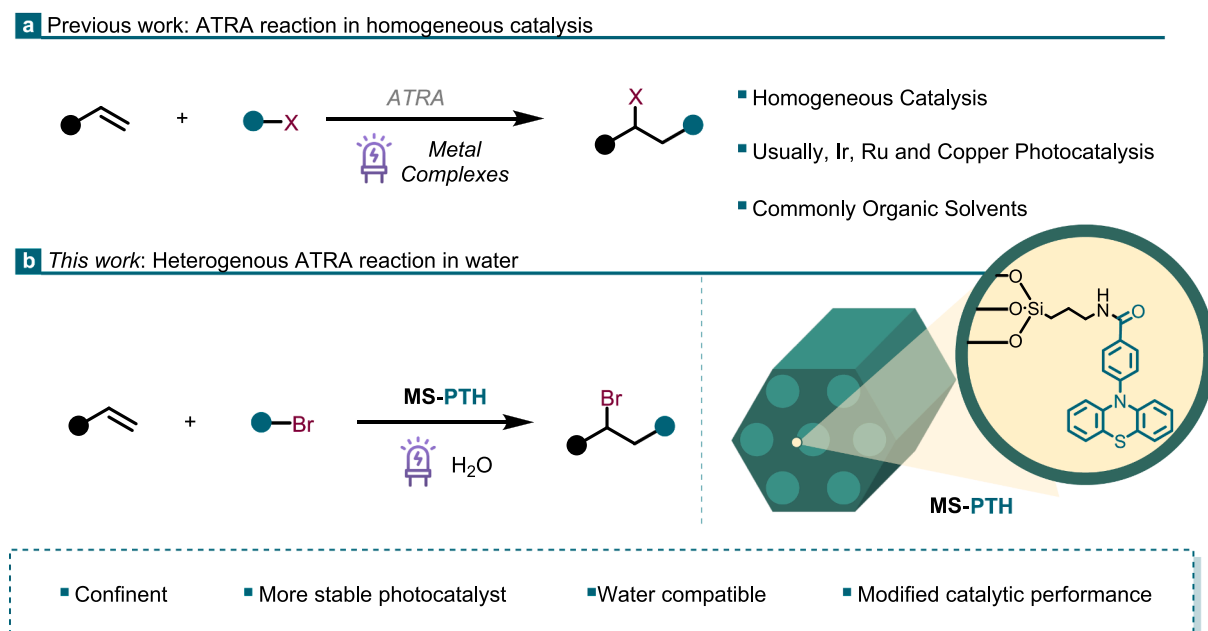 a Previous work: ATRA reaction in homogeneous catalysis
+
X
ATRA
Metal
Complexes
X
Homogeneous Catalysis
Usually, Ir, Ru and Copper Photocatalysis
Commonly Organic Solvents
b This work: Heterogenous ATRA reaction in water
+
Br
MS-PTH
H2O
Br
O
O
O
Si
H
N
O
N
S
MS-PTH
Confinent
More stable photocatalyst
Water compatible
Modified catalytic performance